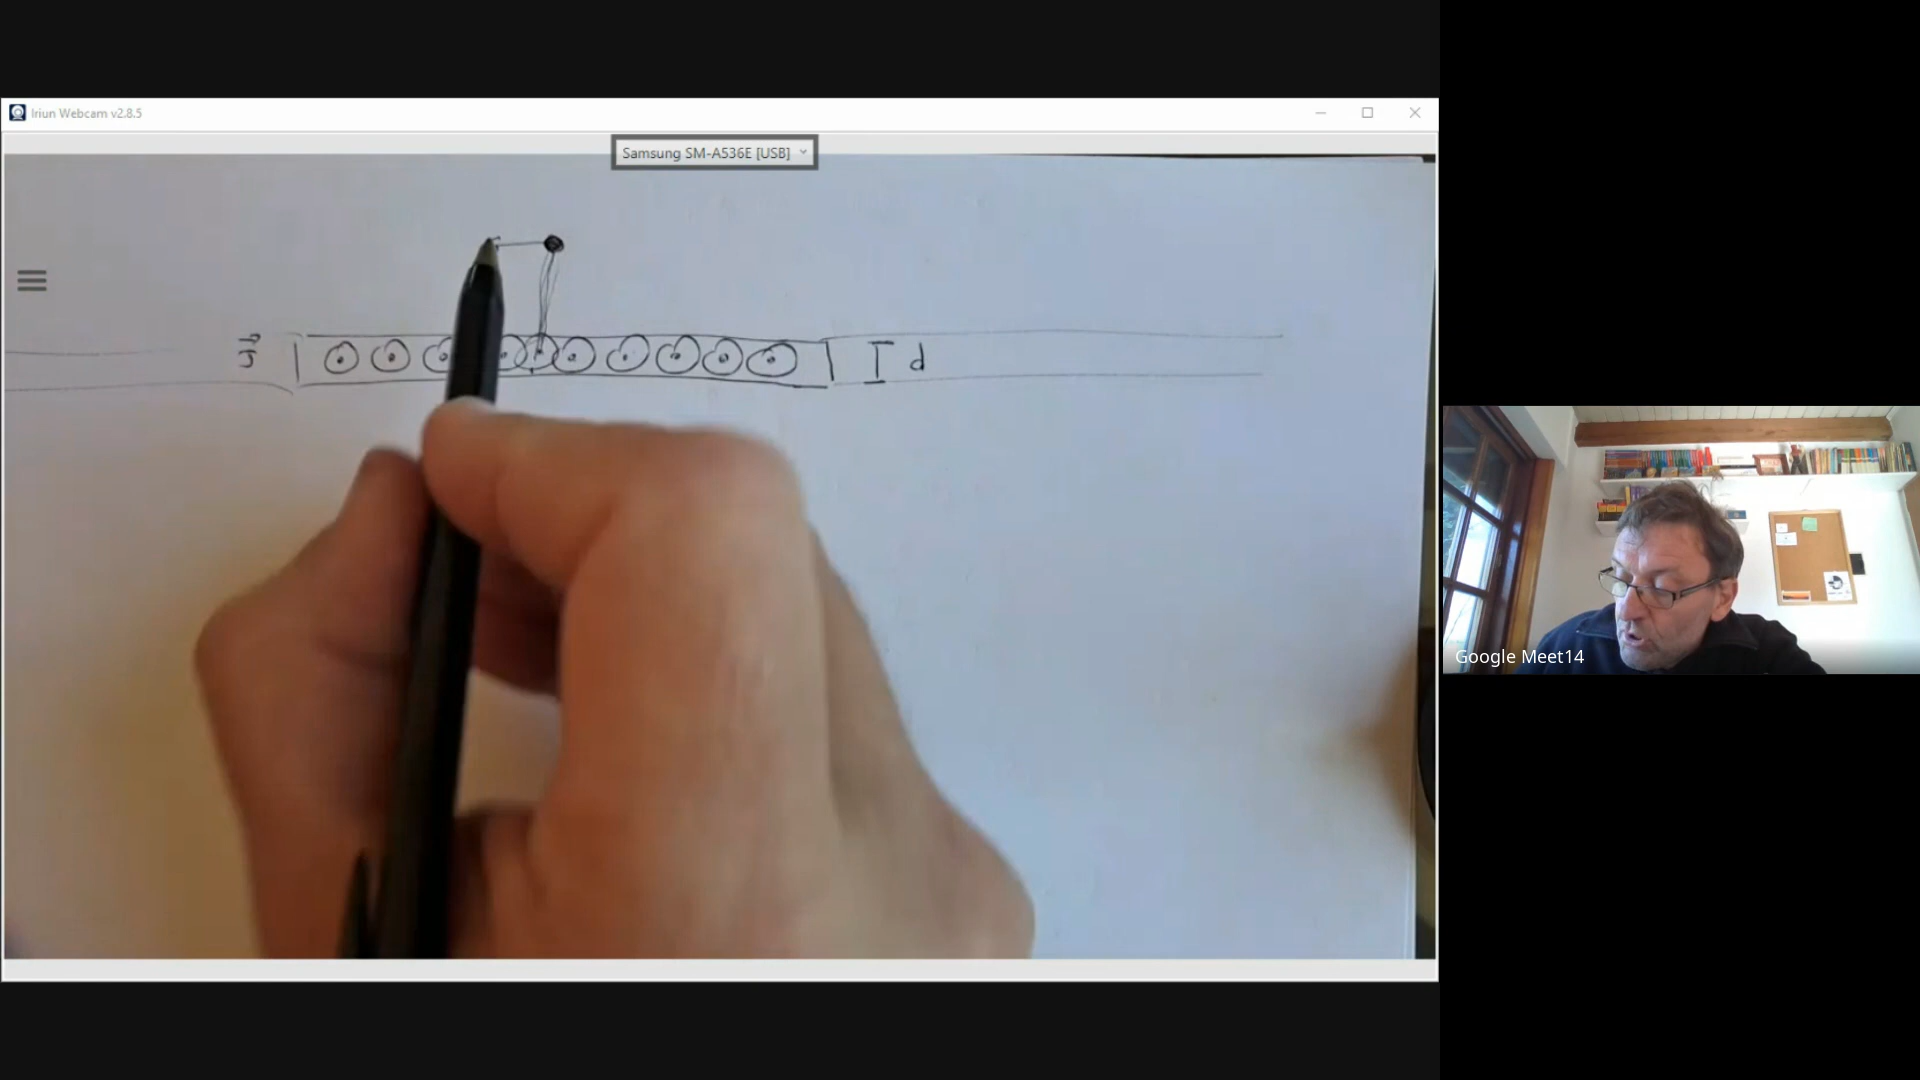 Iriun Webcam v2.8.5
Samsung SM-A536E [USB]
J⃗
d
Google Meet14